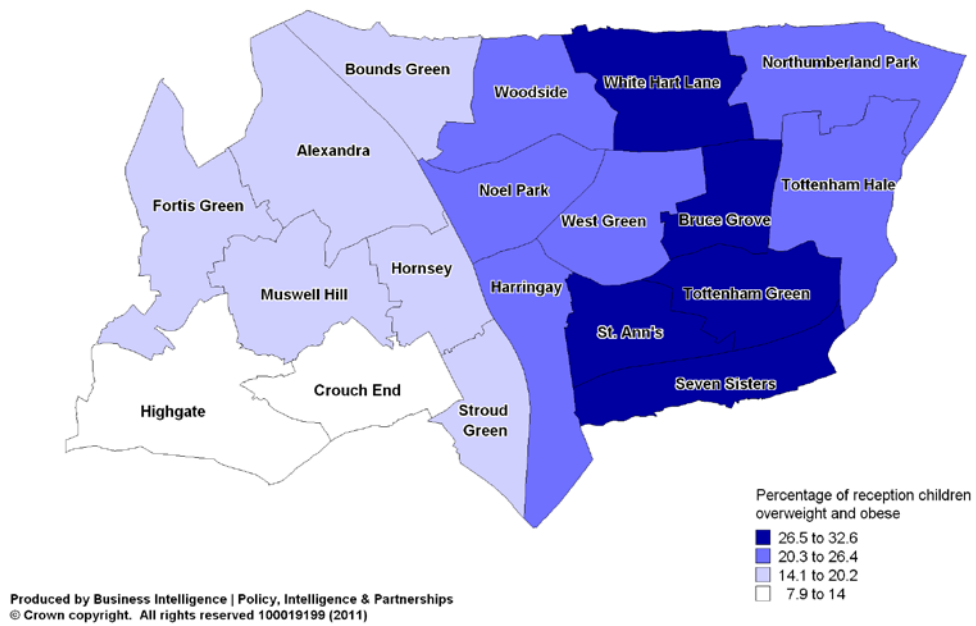 Bounds Green
Northumberland Park
Woodside
White Hart Lane
Alexandra
Noel Park
Tottenham Hale
Fortis Green
West Green
Bruce Grove
Hornsey
Muswell Hill
Harringay
Tottenham Green
St. Ann's
Crouch End
Seven Sisters
Highgate
Stroud
Green
Percentage of reception children
overweight and obese
26.5 to 32.6
20.3 to 26.4
14.1 to 20.2
7.9 to 14
Produced by Business Intelligence | Policy, Intelligence & Partnerships
© Crown copyright. All rights reserved 100019199 (2011)